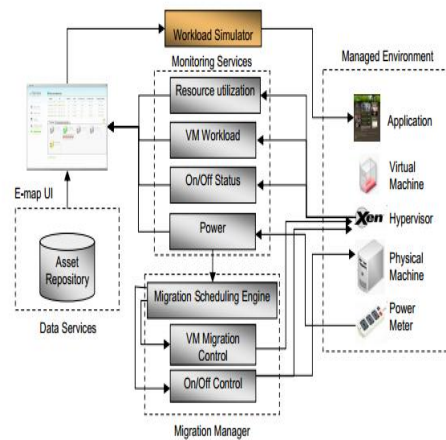 Workload Simulator
Monitoring Services
Resource utilization
VM Workload
On/Off Status
Power
Managed Environment
Application
Virtual
Machine
Xen
Hypervisor
Physical
Machine
Power
Meter
E-map UI
Asset
Repository
Data Services
Migration Scheduling Engine
VM Migration
Control
On/Off Control
Migration Manager